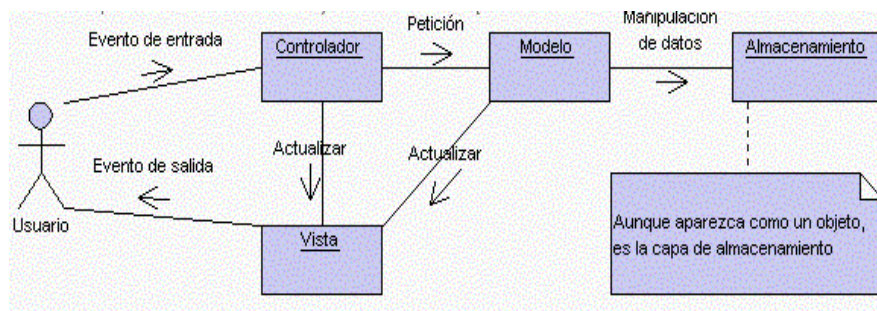 Evento de entrada
Controlador
Petición
Modelo
Manipulación
de datos
Almacenamiento
Actualizar
Actualizar
Evento de salida
Usuario
Vista
Aunque aparezca como un objeto,
es la capa de almacenamiento